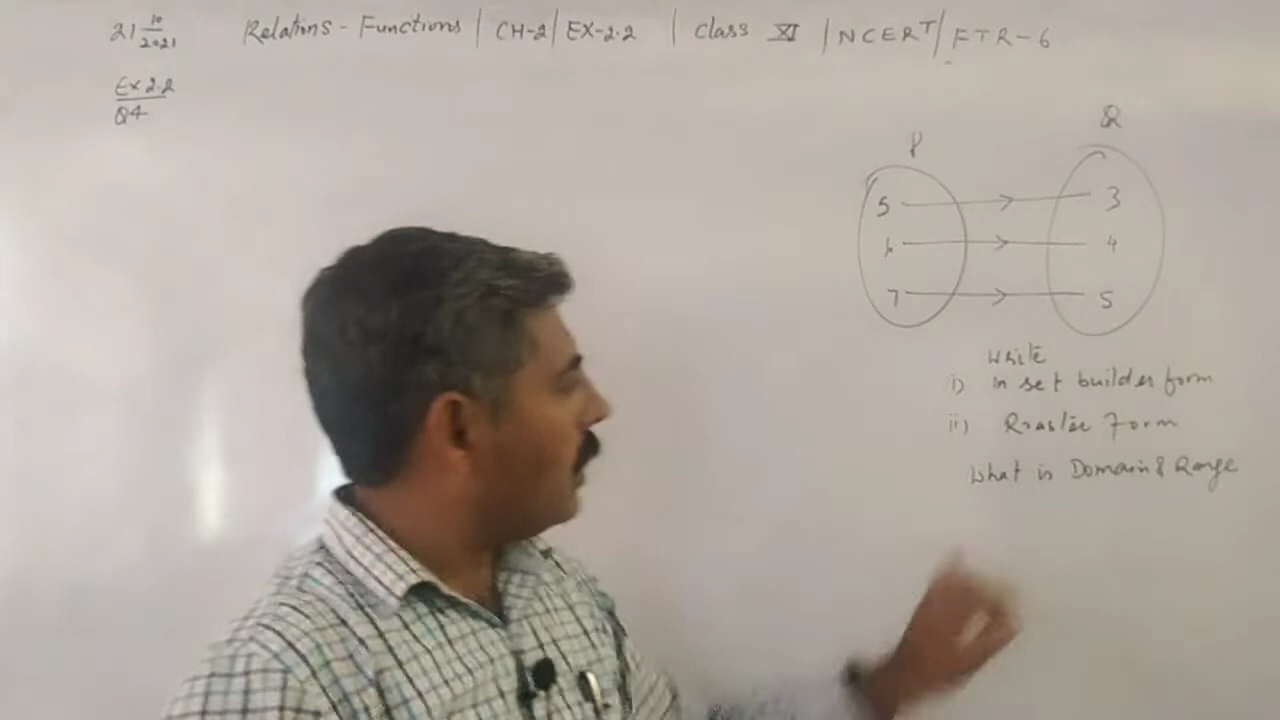 21 10/2021 Relations - Functions | CH-2 | EX-2.2 | Class XI | NCERT | FTR-6
Ex 2.2
Q4
P Q
5 3
6 4
7 5
Write
i) in set builder form
ii) Roaster Form
What is Domain & Range